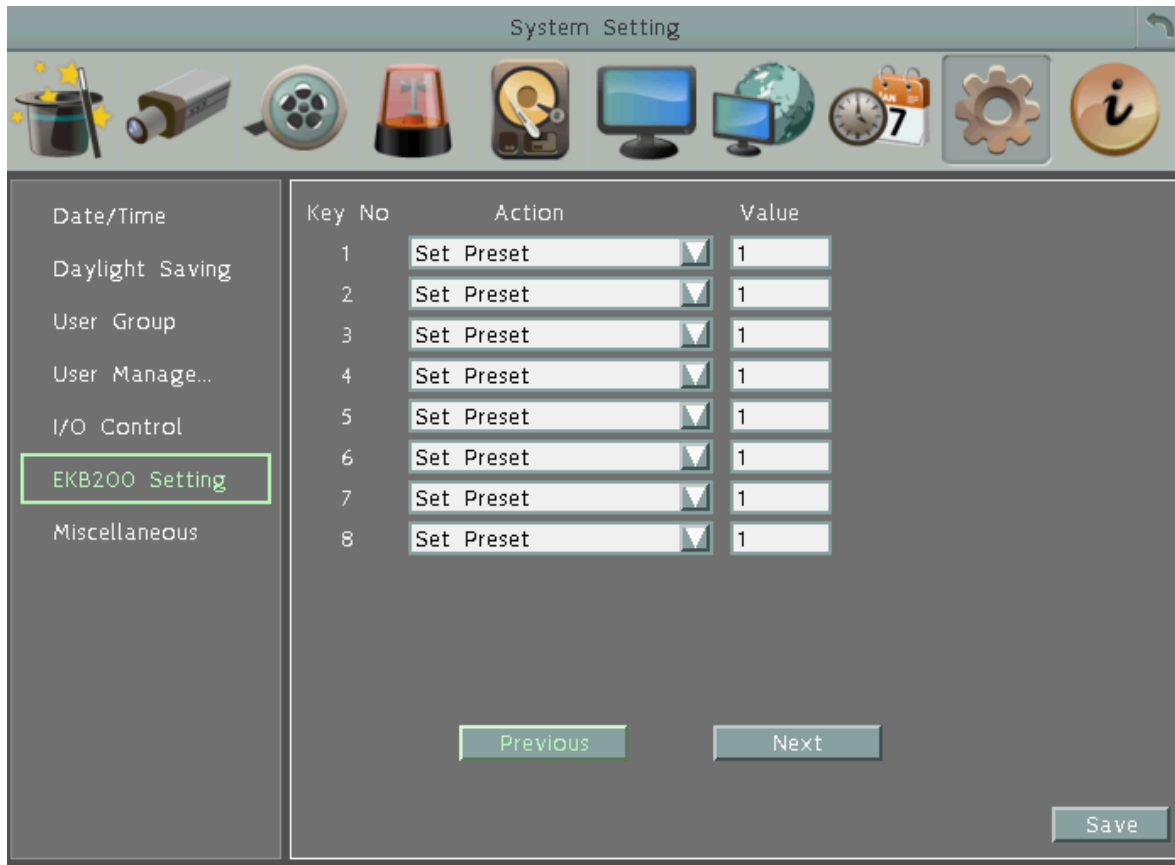 System Setting
JAN
7
i
Date/Time
Daylight Saving
User Group
User Manage...
I/O Control
EKB200 Setting
Miscellaneous
Key No Action Value
1 Set Preset 1
2 Set Preset 1
3 Set Preset 1
4 Set Preset 1
5 Set Preset 1
6 Set Preset 1
7 Set Preset 1
8 Set Preset 1
Previous Next
Save